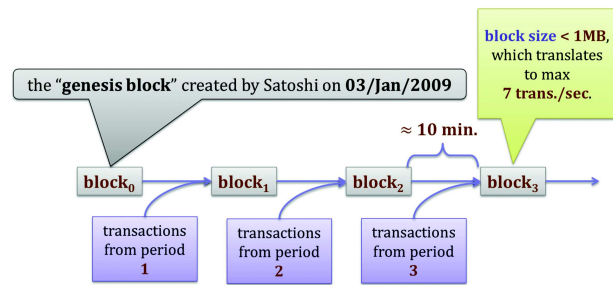 block size < 1MB,
which translates
to max
7 trans./sec.
the “genesis block” created by Satoshi on 03/Jan/2009
≈ 10 min.
block₀ block₁ block₂ block₃
transactions
from period
1
transactions
from period
2
transactions
from period
3